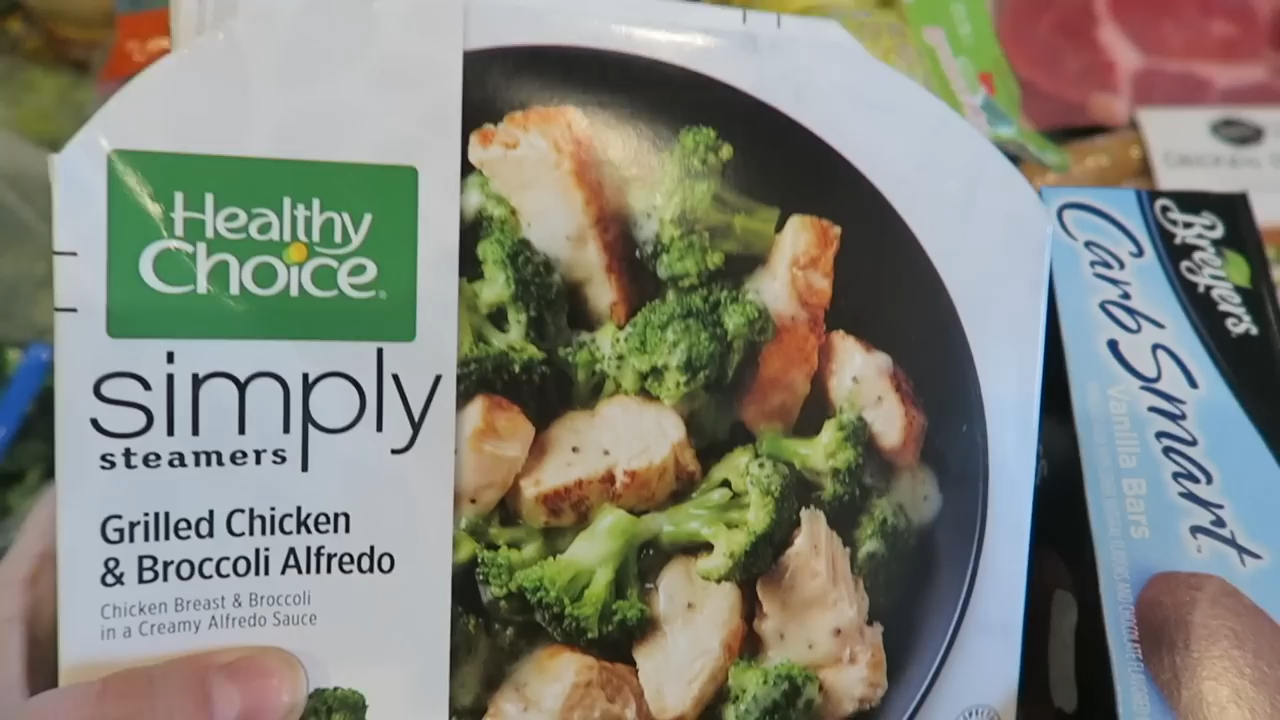 Healthy
Choice
simply
steamers
Grilled Chicken
& Broccoli Alfredo
Chicken Breast & Broccoli
in a Creamy Alfredo Sauce
Breyers
Carb Smart
Vanilla Bars